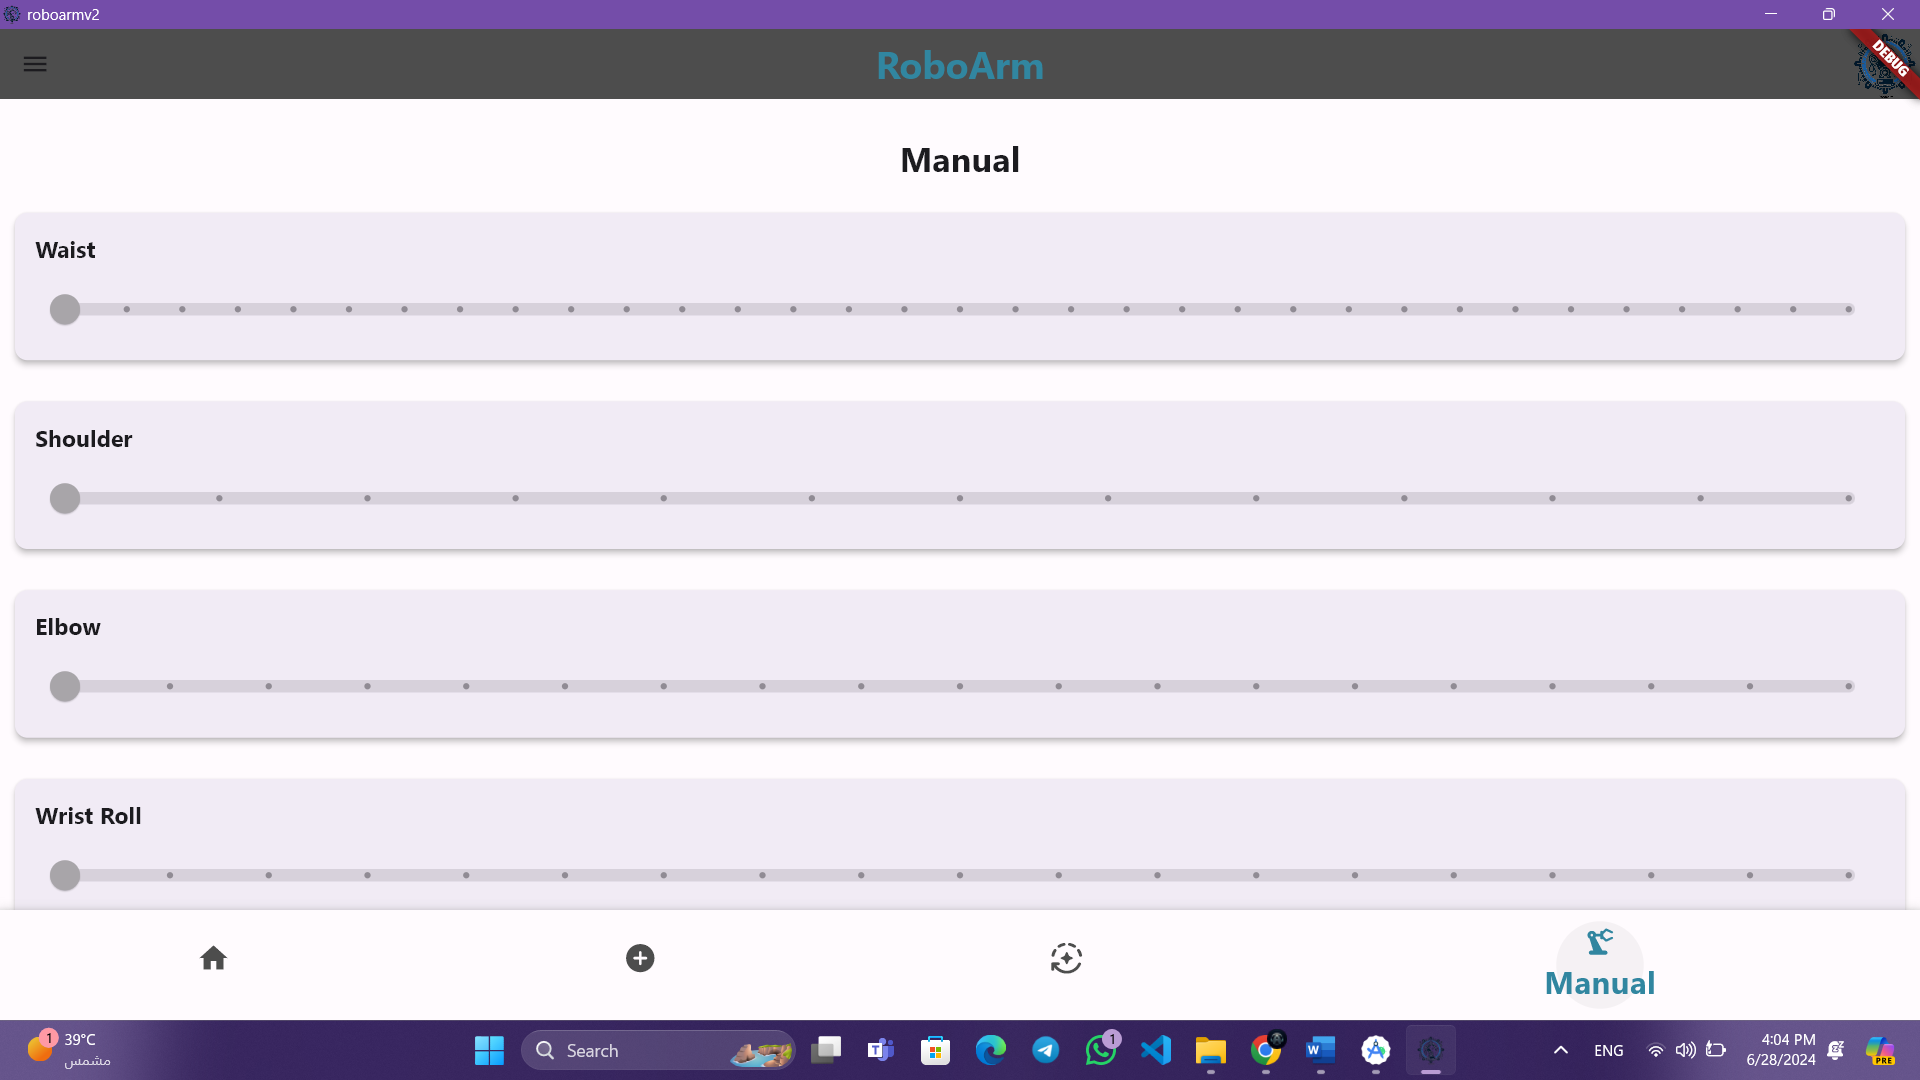 roboarmv2
RoboArm
DEBUG
Manual
Waist
Shoulder
Elbow
Wrist Roll
Manual
1
39°C
مشمس
Search
1
ENG
4:04 PM
6/28/2024
PRE